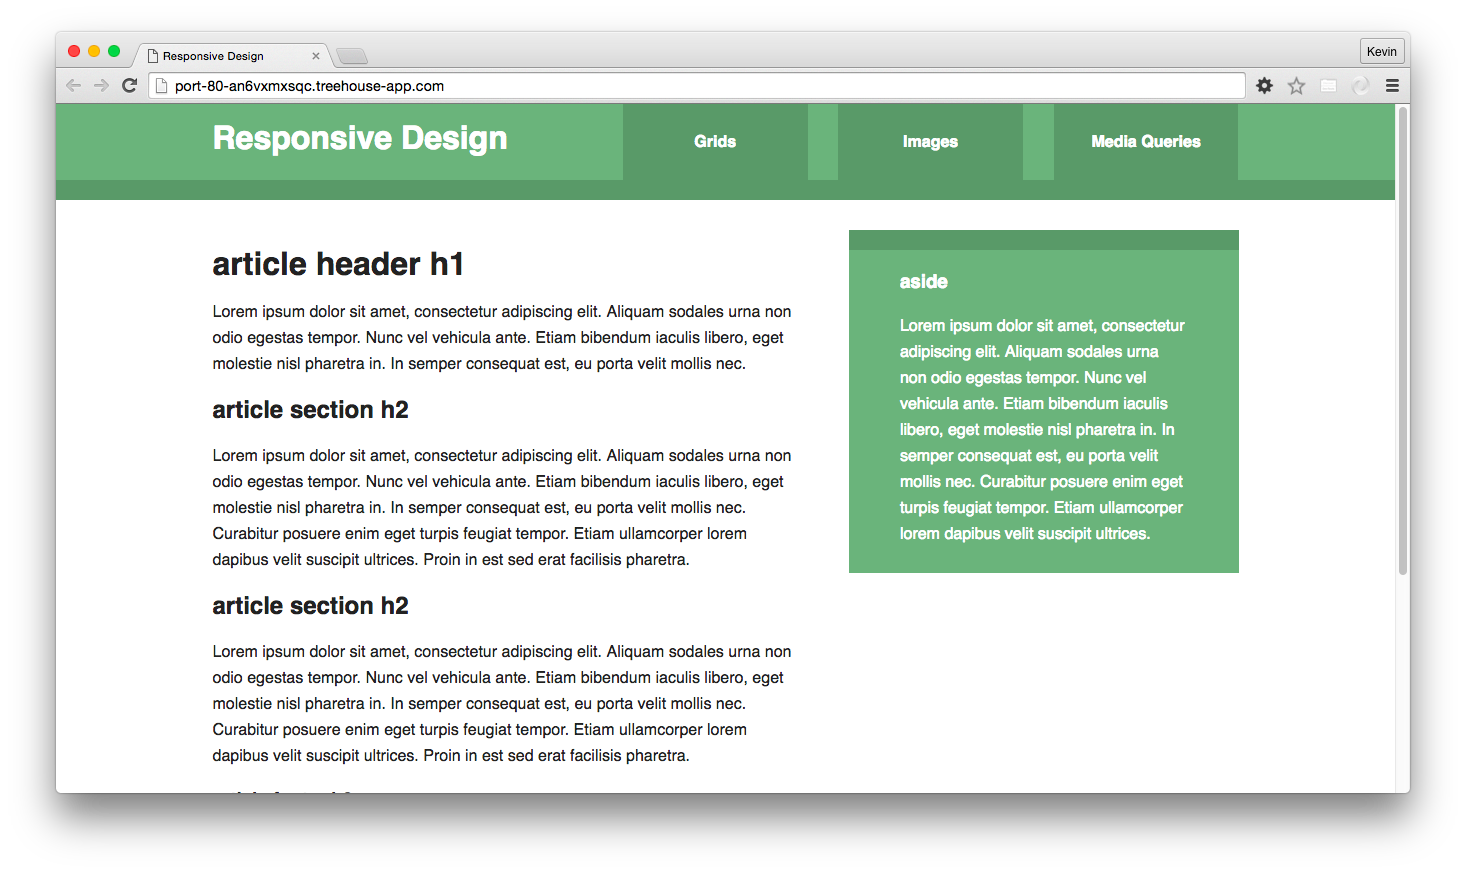 Responsive Design
Kevin
port-80-an6vxmxsqc.treehouse-app.com
Responsive Design
Grids
Images
Media Queries
article header h1
Lorem ipsum dolor sit amet, consectetur adipiscing elit. Aliquam sodales urna non
odio egestas tempor. Nunc vel vehicula ante. Etiam bibendum iaculis libero, eget
molestie nisl pharetra in. In semper consequat est, eu porta velit mollis nec.
article section h2
Lorem ipsum dolor sit amet, consectetur adipiscing elit. Aliquam sodales urna non
odio egestas tempor. Nunc vel vehicula ante. Etiam bibendum iaculis libero, eget
molestie nisl pharetra in. In semper consequat est, eu porta velit mollis nec.
Curabitur posuere enim eget turpis feugiat tempor. Etiam ullamcorper lorem
dapibus velit suscipit ultrices. Proin in est sed erat facilisis pharetra.
article section h2
Lorem ipsum dolor sit amet, consectetur adipiscing elit. Aliquam sodales urna non
odio egestas tempor. Nunc vel vehicula ante. Etiam bibendum iaculis libero, eget
molestie nisl pharetra in. In semper consequat est, eu porta velit mollis nec.
Curabitur posuere enim eget turpis feugiat tempor. Etiam ullamcorper lorem
dapibus velit suscipit ultrices. Proin in est sed erat facilisis pharetra.
aside
Lorem ipsum dolor sit amet, consectetur
adipiscing elit. Aliquam sodales urna
non odio egestas tempor. Nunc vel
vehicula ante. Etiam bibendum iaculis
libero, eget molestie nisl pharetra in. In
semper consequat est, eu porta velit
mollis nec. Curabitur posuere enim eget
turpis feugiat tempor. Etiam ullamcorper
lorem dapibus velit suscipit ultrices.